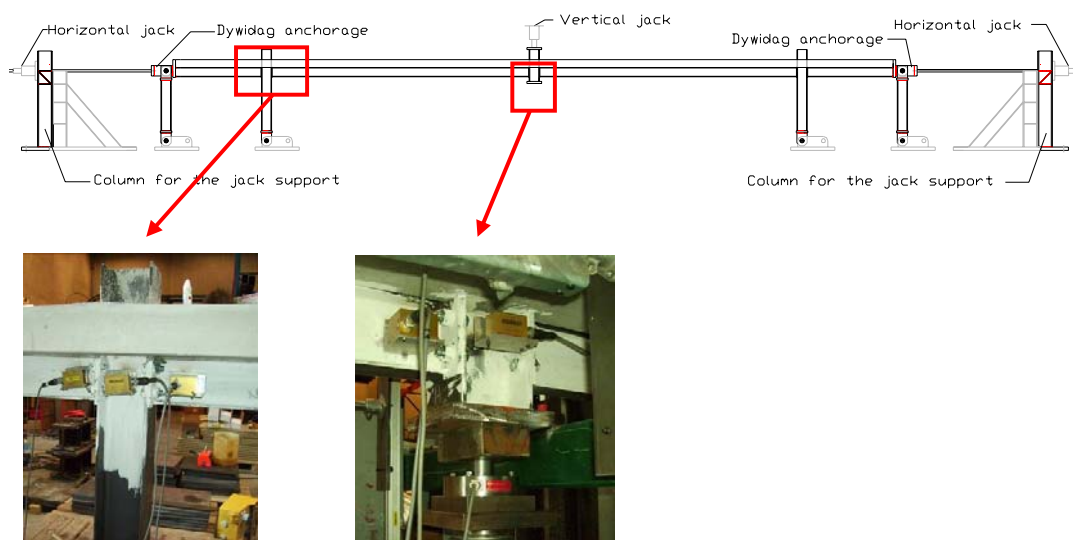 Horizontal jack
Dywidag anchorage
Vertical jack
Horizontal jack
Dywidag anchorage
Column for the jack support
Column for the jack support